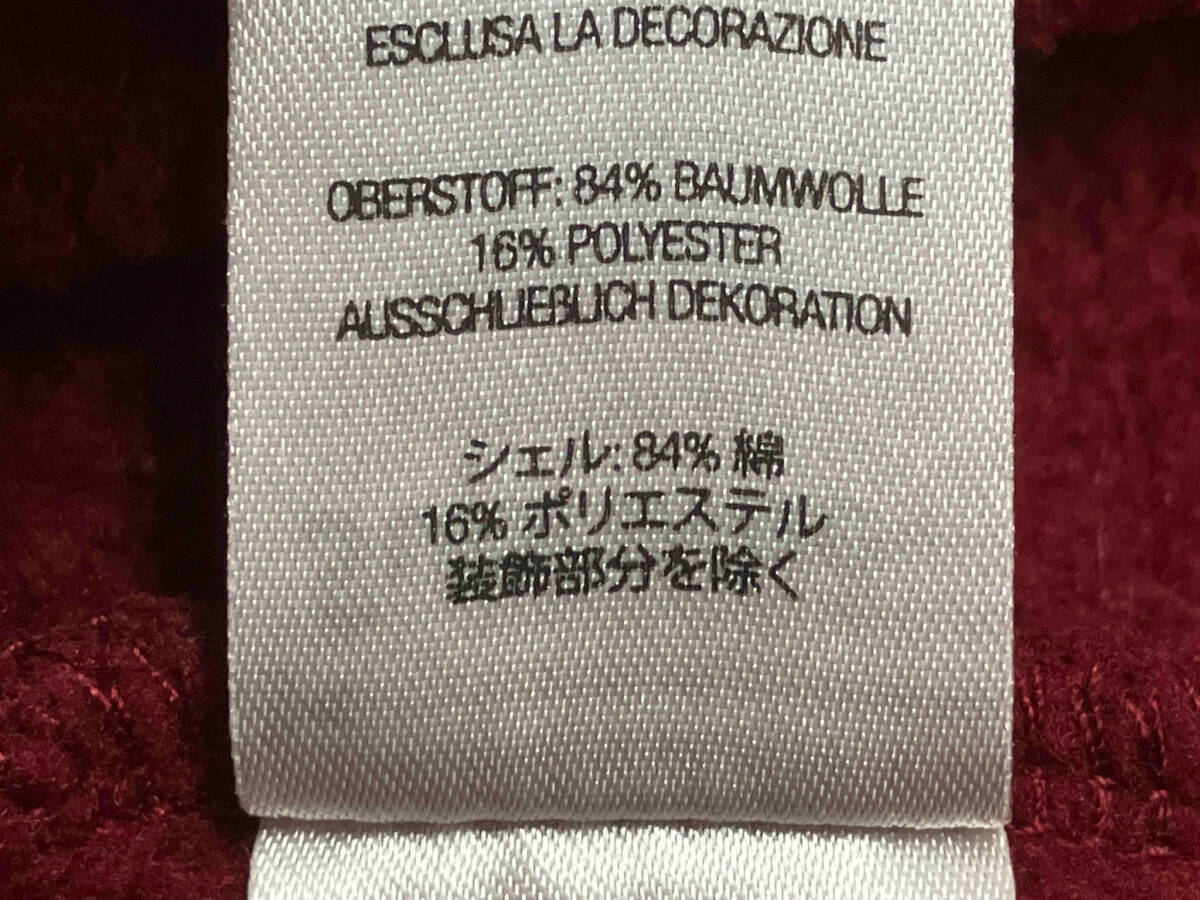 ESCLUSA LA DECORAZIONE
OBERSTOFF: 84% BAUMWOLLE
16% POLYESTER
AUSSCHLIEßLICH DEKORATION
シェル: 84% 綿
16% ポリエステル
装飾部分を除く